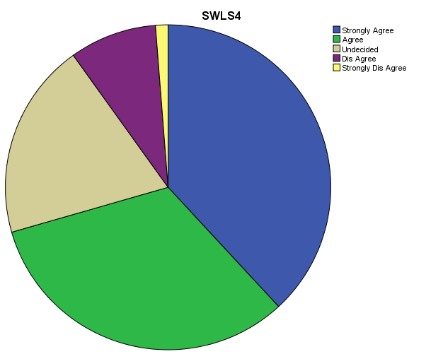 SWLS4
Strongly Agree
Agree
Undecided
Dis Agree
Strongly Dis Agree